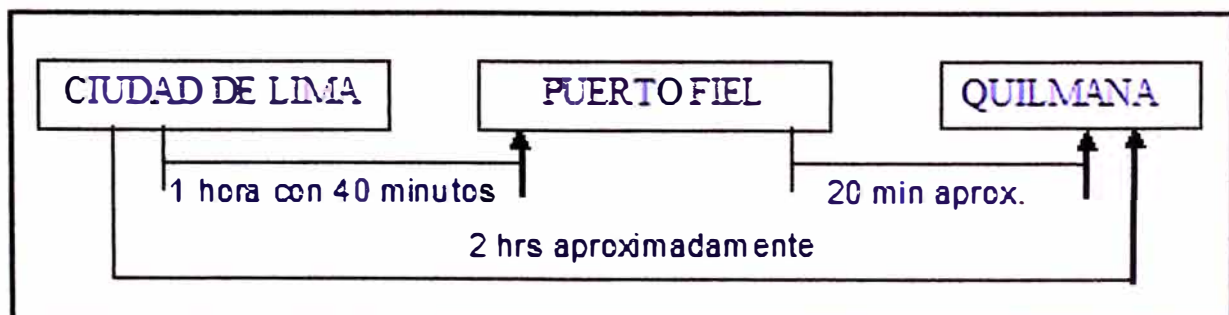 CIUDAD DE LIMA
PUERTO FIEL
QUILMANA
1 hora con 40 minutos
20 min aprox.
2 hrs aproximadamente